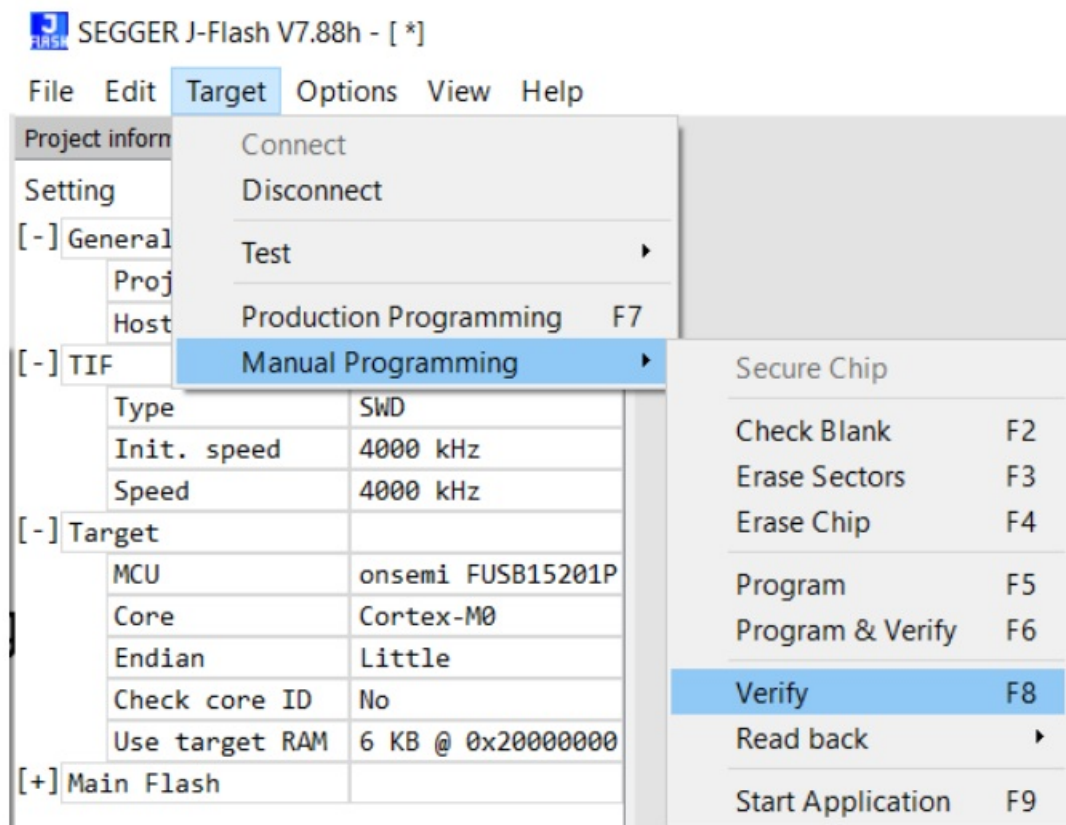 J
FLASH
SEGGER J-Flash V7.88h - [ *]
File Edit Target Options View Help
Project inform
Connect
Setting
Disconnect
[-] General
Test
Proj
Host
Production Programming F7
[-] TIF
Manual Programming
Secure Chip
Type SWD
Check Blank F2
Init. speed 4000 kHz
Erase Sectors F3
Speed 4000 kHz
Erase Chip F4
[-] Target
MCU onsemi FUSB15201P
Program F5
Core Cortex-M0
Program & Verify F6
Endian Little
Verify F8
Check core ID No
Read back
Use target RAM 6 KB @ 0x20000000
[+] Main Flash
Start Application F9